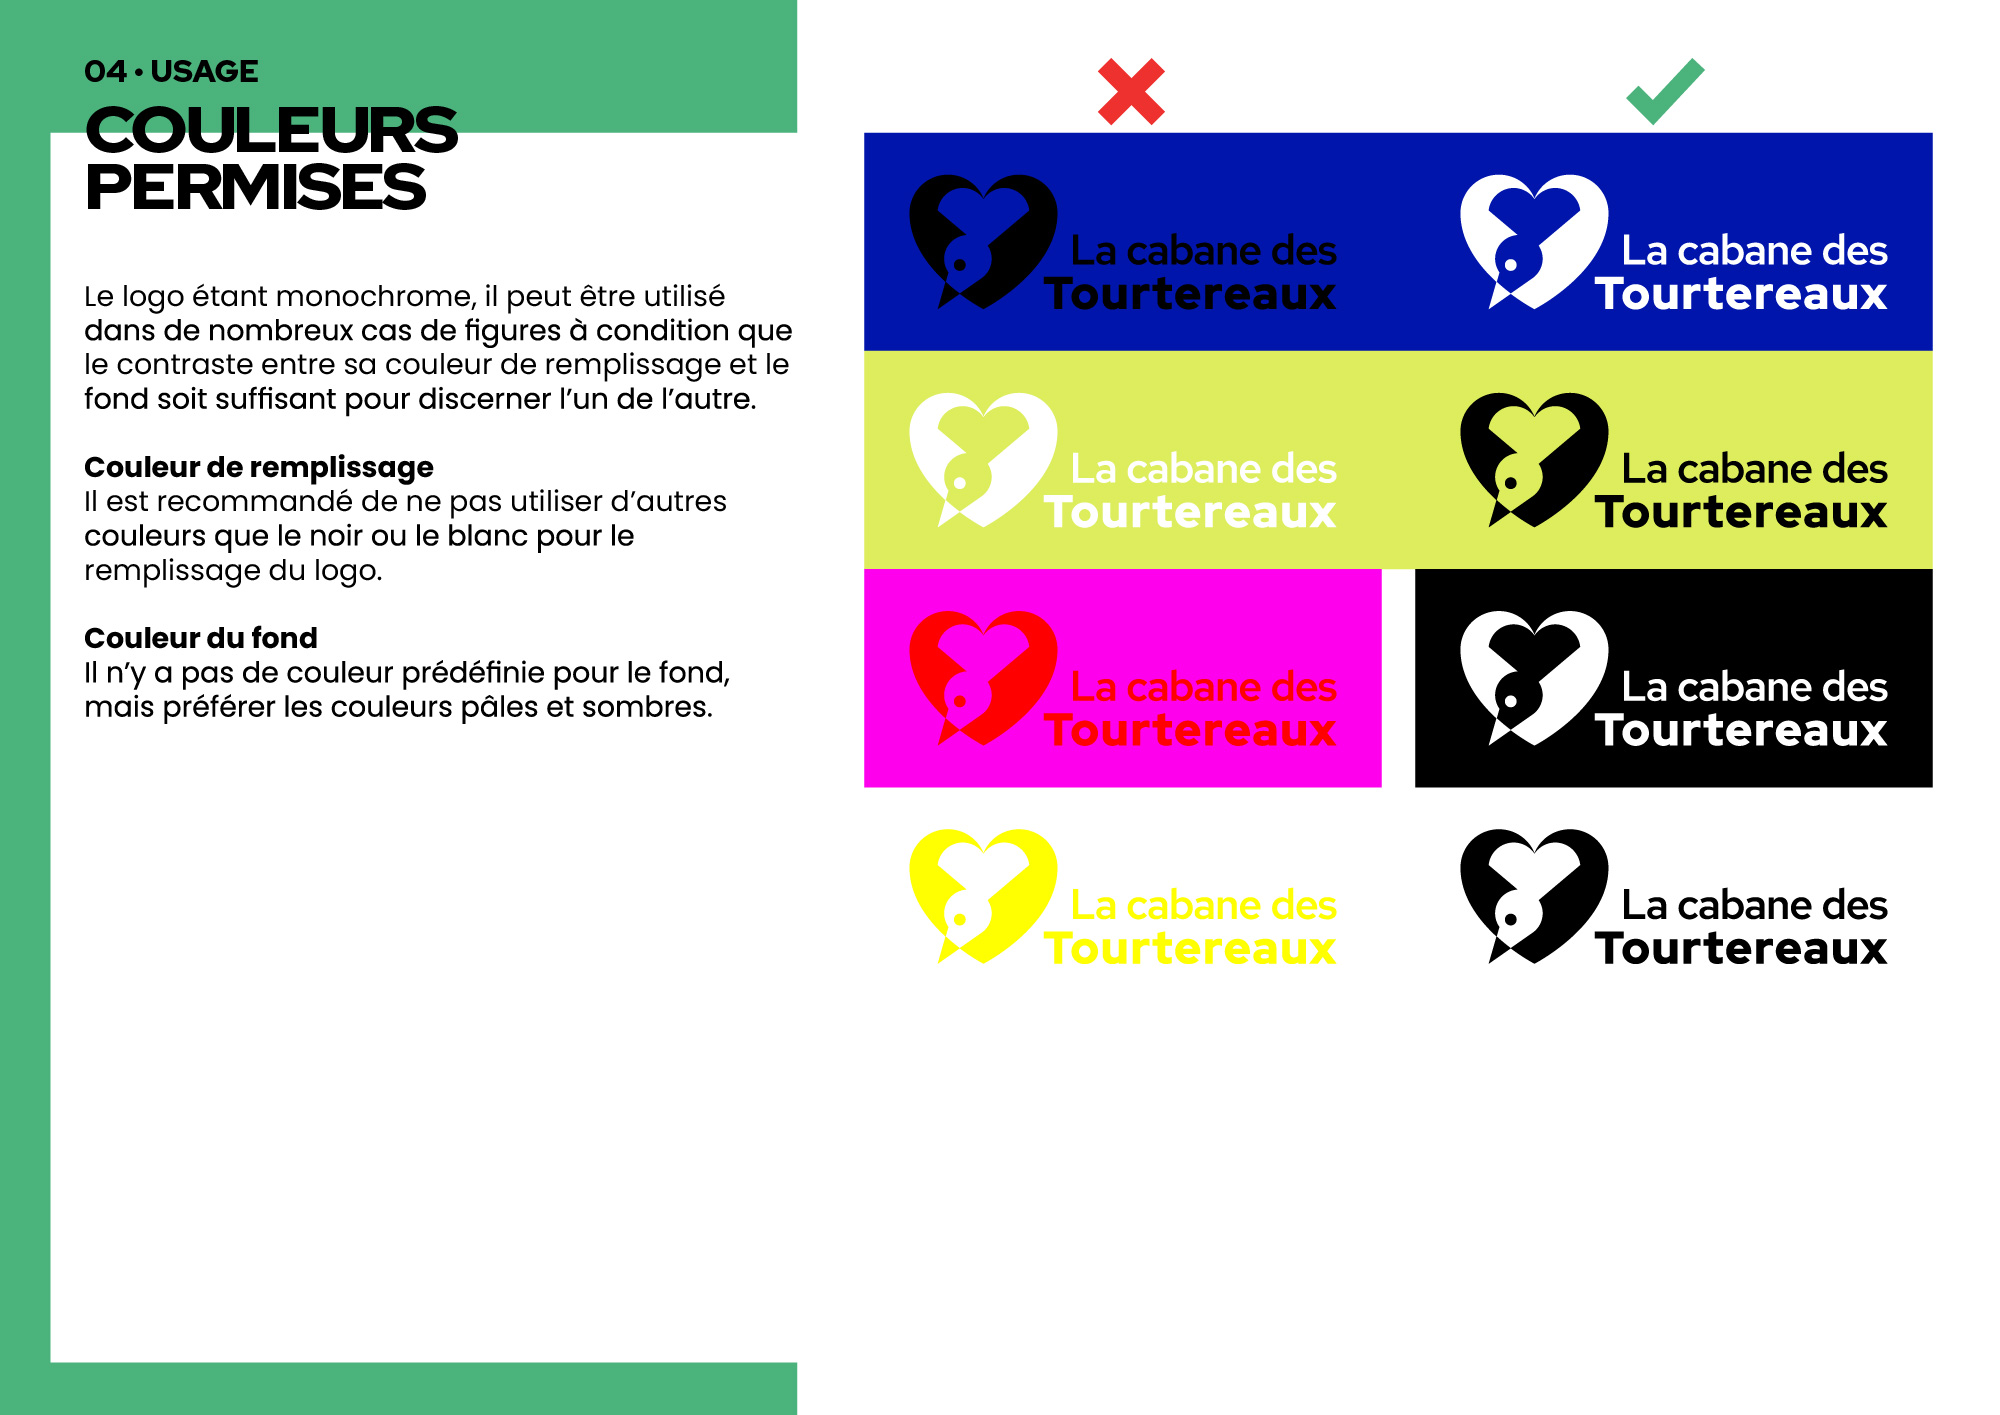 04 • USAGE
COULEURS
PERMISES
Le logo étant monochrome, il peut être utilisé
dans de nombreux cas de figures à condition que
le contraste entre sa couleur de remplissage et le
fond soit suffisant pour discerner l’un de l’autre.
Couleur de remplissage
Il est recommandé de ne pas utiliser d’autres
couleurs que le noir ou le blanc pour le
remplissage du logo.
Couleur du fond
Il n’y a pas de couleur prédéfinie pour le fond,
mais préférer les couleurs pâles et sombres.
La cabane des
Tourtereaux
La cabane des
Tourtereaux
La cabane des
Tourtereaux
La cabane des
Tourtereaux
La cabane des
Tourtereaux
La cabane des
Tourtereaux
La cabane des
Tourtereaux
La cabane des
Tourtereaux